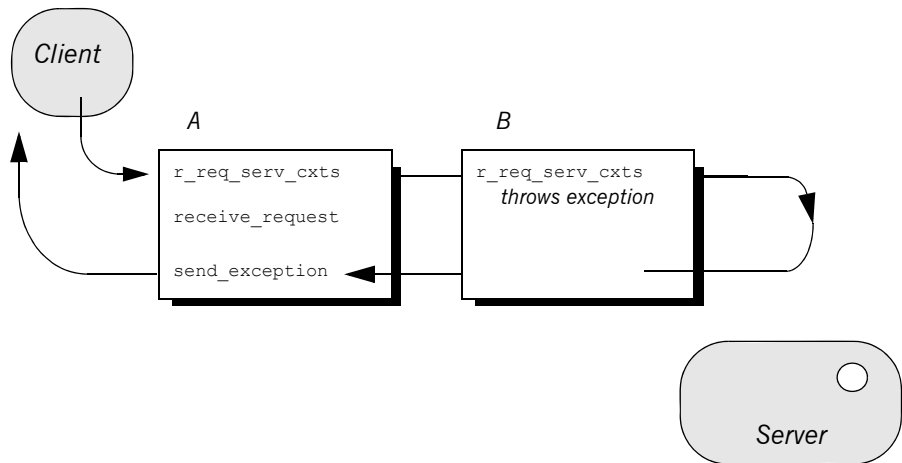 Client
A
B
r_req_serv_cxts
r_req_serv_cxts
throws exception
receive_request
send_exception
Server